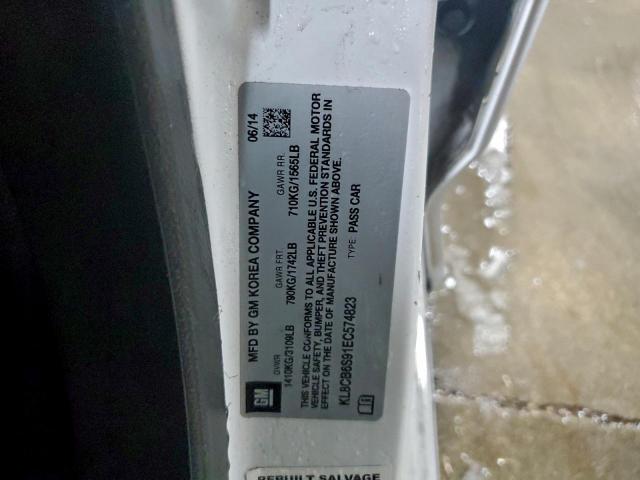 MFD BY GM KOREA COMPANY 06/14
GM
GVWR GAWR FRT GAWR RR.
1410KG/3109LB 790KG/1742LB 710KG/1565LB
THIS VEHICLE CONFORMS TO ALL APPLICABLE U.S. FEDERAL MOTOR
VEHICLE SAFETY, BUMPER, AND THEFT PREVENTION STANDARDS IN
EFFECT ON THE DATE OF MANUFACTURE SHOWN ABOVE.
TYPE: PASS CAR
KL8CB6S91EC574823
REBUILT SALVAGE